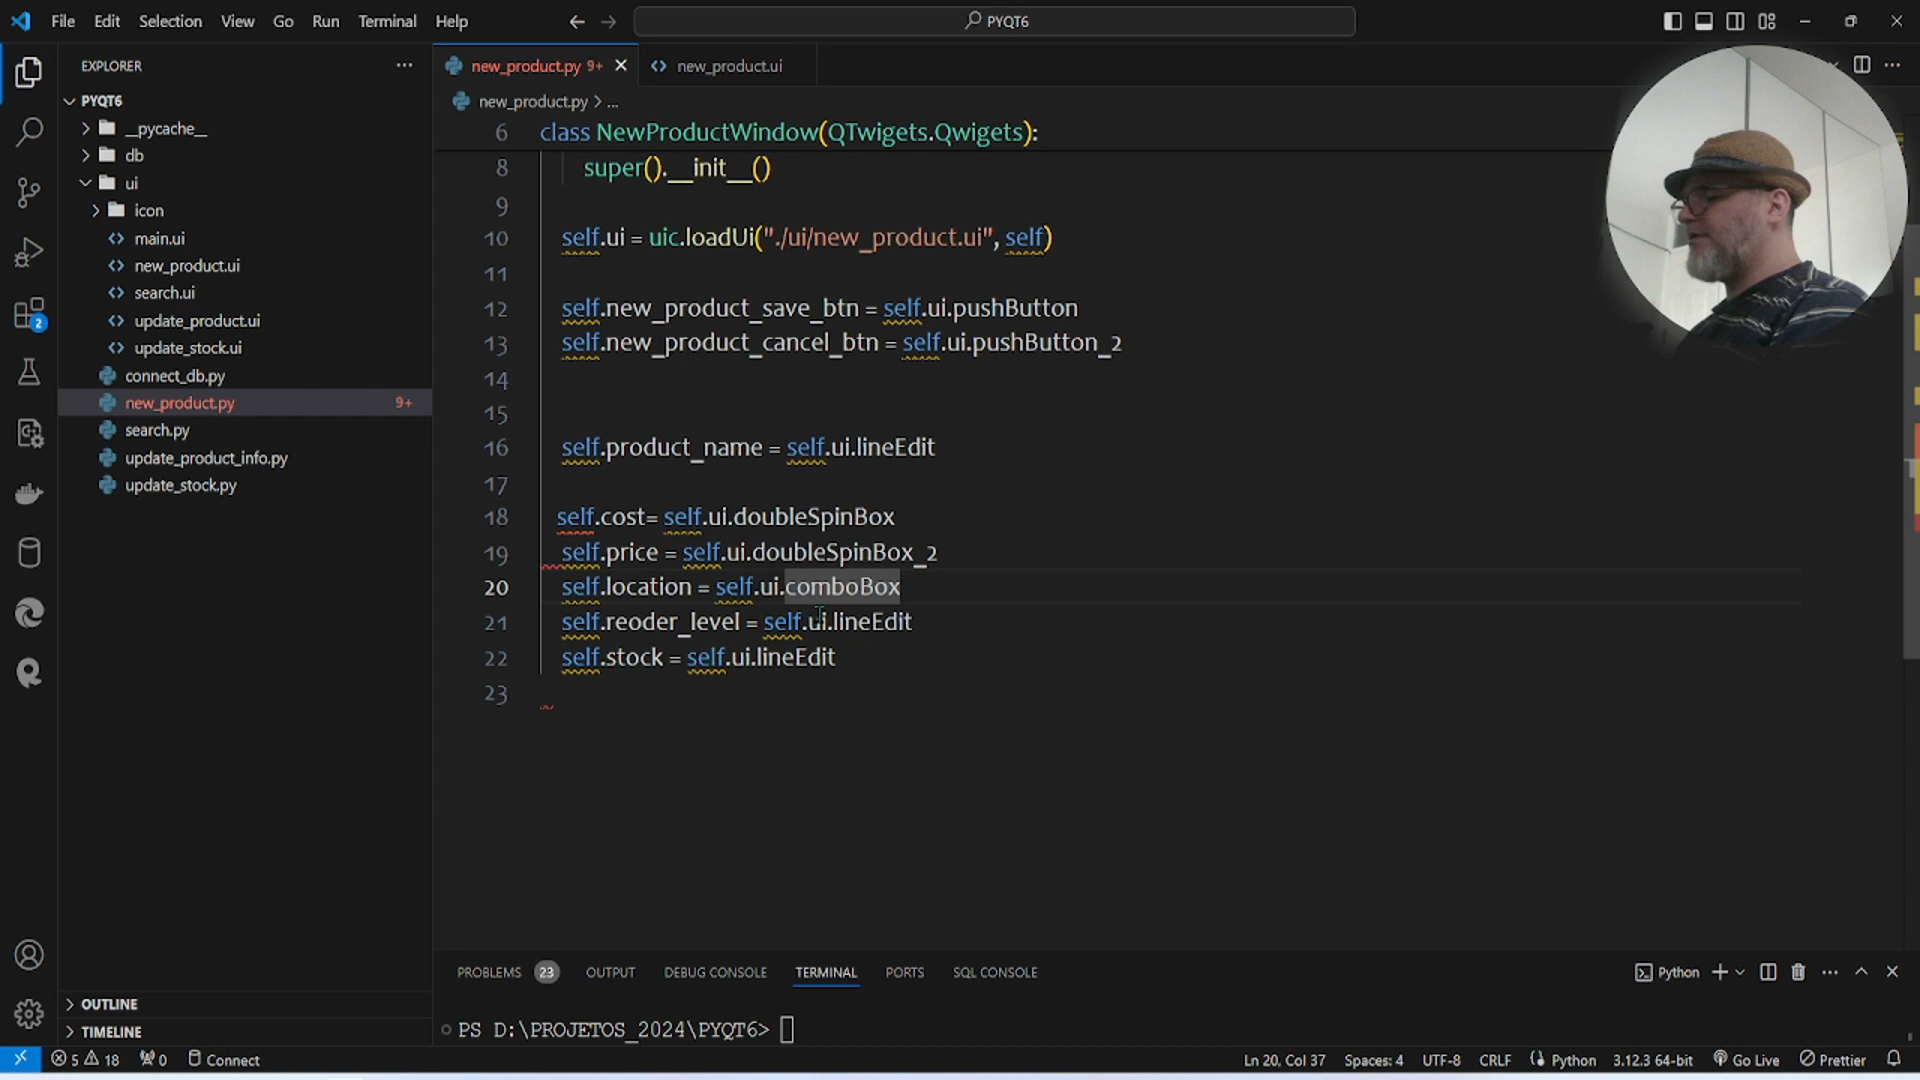 File Edit Selection View Go Run Terminal Help
PYQT6
EXPLORER
PYQT6
__pycache__
db
ui
icon
main.ui
new_product.ui
search.ui
update_product.ui
update_stock.ui
connect_db.py
new_product.py 9+
search.py
update_product_info.py
update_stock.py
OUTLINE
TIMELINE
2
new_product.py 9+
new_product.ui
new_product.py > ...
6 class NewProductWindow(QTwigets.Qwigets):
8 super().__init__()
9
10 self.ui = uic.loadUi("./ui/new_product.ui", self)
11
12 self.new_product_save_btn = self.ui.pushButton
13 self.new_product_cancel_btn = self.ui.pushButton_2
14
15
16 self.product_name = self.ui.lineEdit
17
18 self.cost= self.ui.doubleSpinBox
19 self.price = self.ui.doubleSpinBox_2
20 self.location = self.ui.comboBox
21 self.reoder_level = self.ui.lineEdit
22 self.stock = self.ui.lineEdit
23
PROBLEMS 23 OUTPUT DEBUG CONSOLE TERMINAL PORTS SQL CONSOLE
Python
PS D:\PROJETOS_2024\PYQT6>
5 18 0 Connect
Ln 20, Col 37 Spaces: 4 UTF-8 CRLF Python 3.12.3 64-bit Go Live Prettier